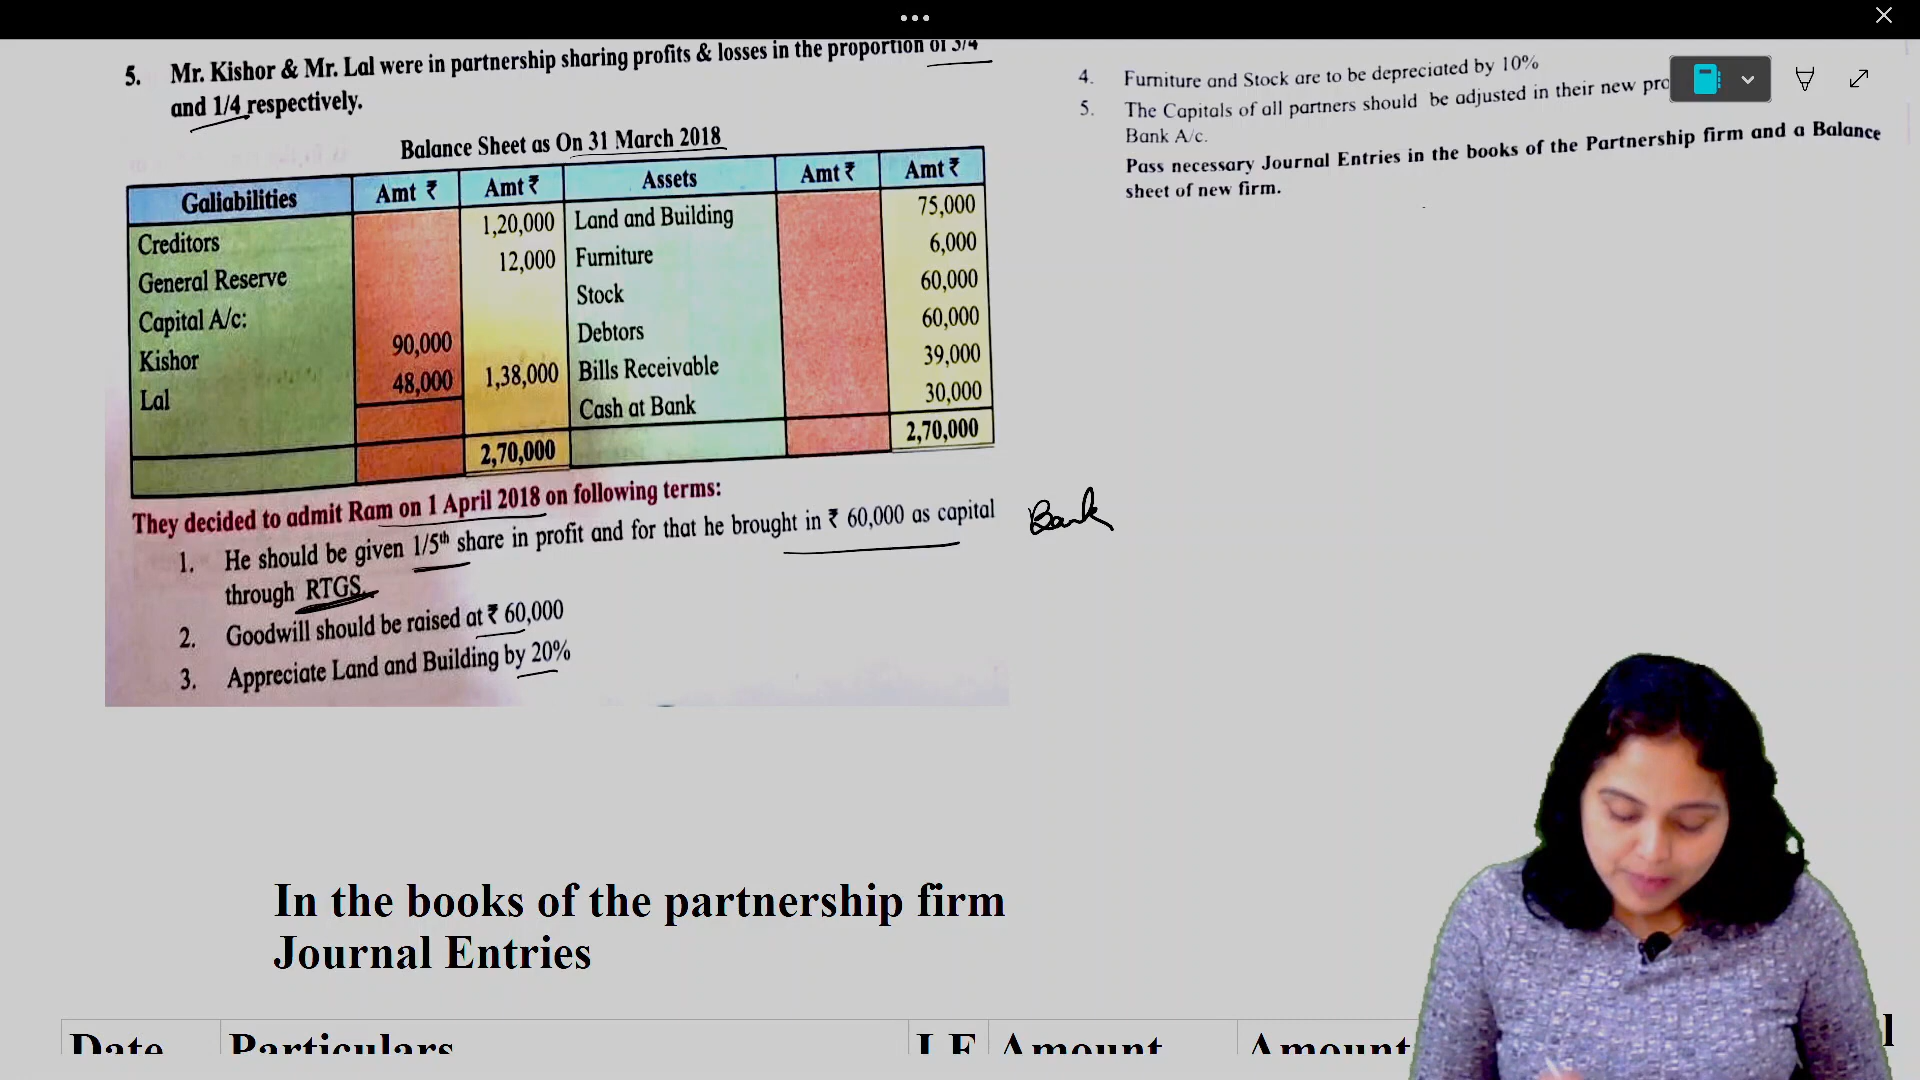 5. Mr. Kishor & Mr. Lal were in partnership sharing profits & losses in the proportion of 3/4
and 1/4 respectively.
Balance Sheet as On 31 March 2018
Galiabilities Amt ₹ Amt ₹ Assets Amt ₹ Amt ₹
Creditors 1,20,000 Land and Building 75,000
General Reserve 12,000 Furniture 6,000
Capital A/c: Stock 60,000
Kishor 90,000 Debtors 60,000
Lal 48,000 1,38,000 Bills Receivable 39,000
Cash at Bank 30,000
2,70,000 2,70,000
They decided to admit Ram on 1 April 2018 on following terms:
1. He should be given 1/5th share in profit and for that he brought in ₹ 60,000 as capital
through RTGS.
Bank
2. Goodwill should be raised at ₹ 60,000
3. Appreciate Land and Building by 20%
4. Furniture and Stock are to be depreciated by 10%
5. The Capitals of all partners should be adjusted in their new
Bank A/c.
Pass necessary Journal Entries in the books of the Partnership firm and a Balance
sheet of new firm.
In the books of the partnership firm
Journal Entries
Date Particulars L F Amount Amount